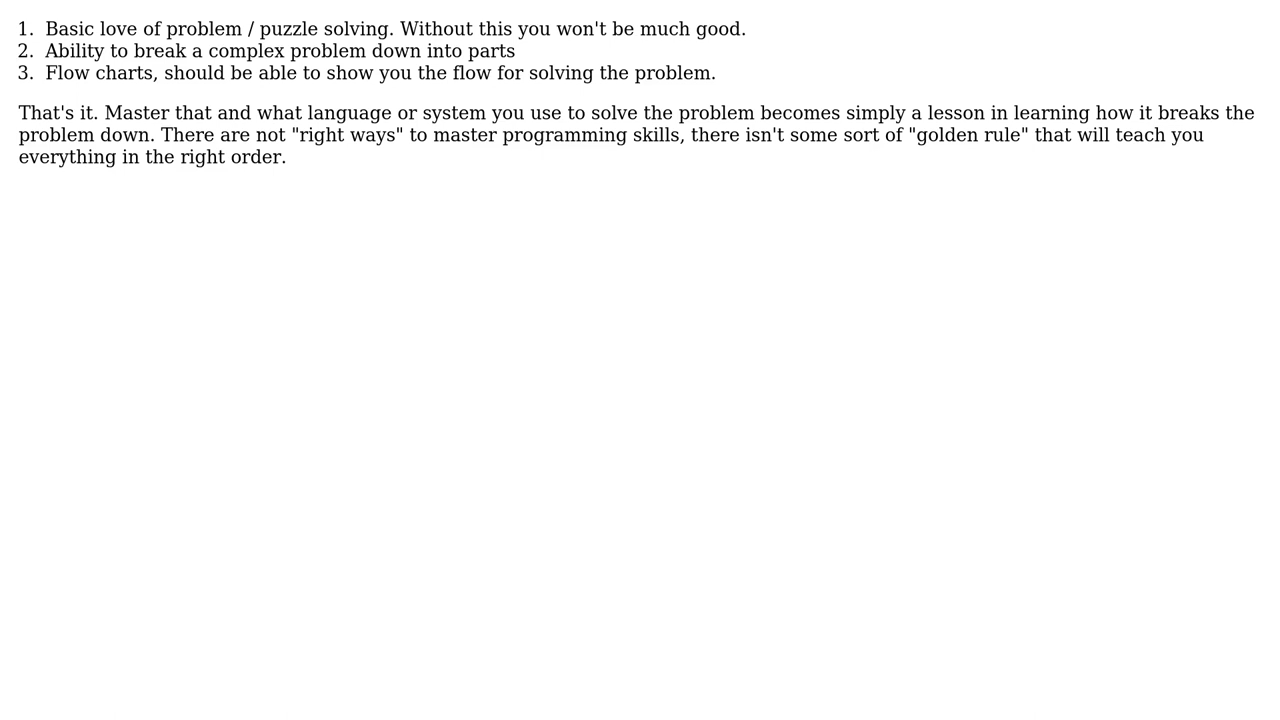 1. Basic love of problem / puzzle solving. Without this you won't be much good.
2. Ability to break a complex problem down into parts
3. Flow charts, should be able to show you the flow for solving the problem.
That's it. Master that and what language or system you use to solve the problem becomes simply a lesson in learning how it breaks the
problem down. There are not "right ways" to master programming skills, there isn't some sort of "golden rule" that will teach you
everything in the right order.